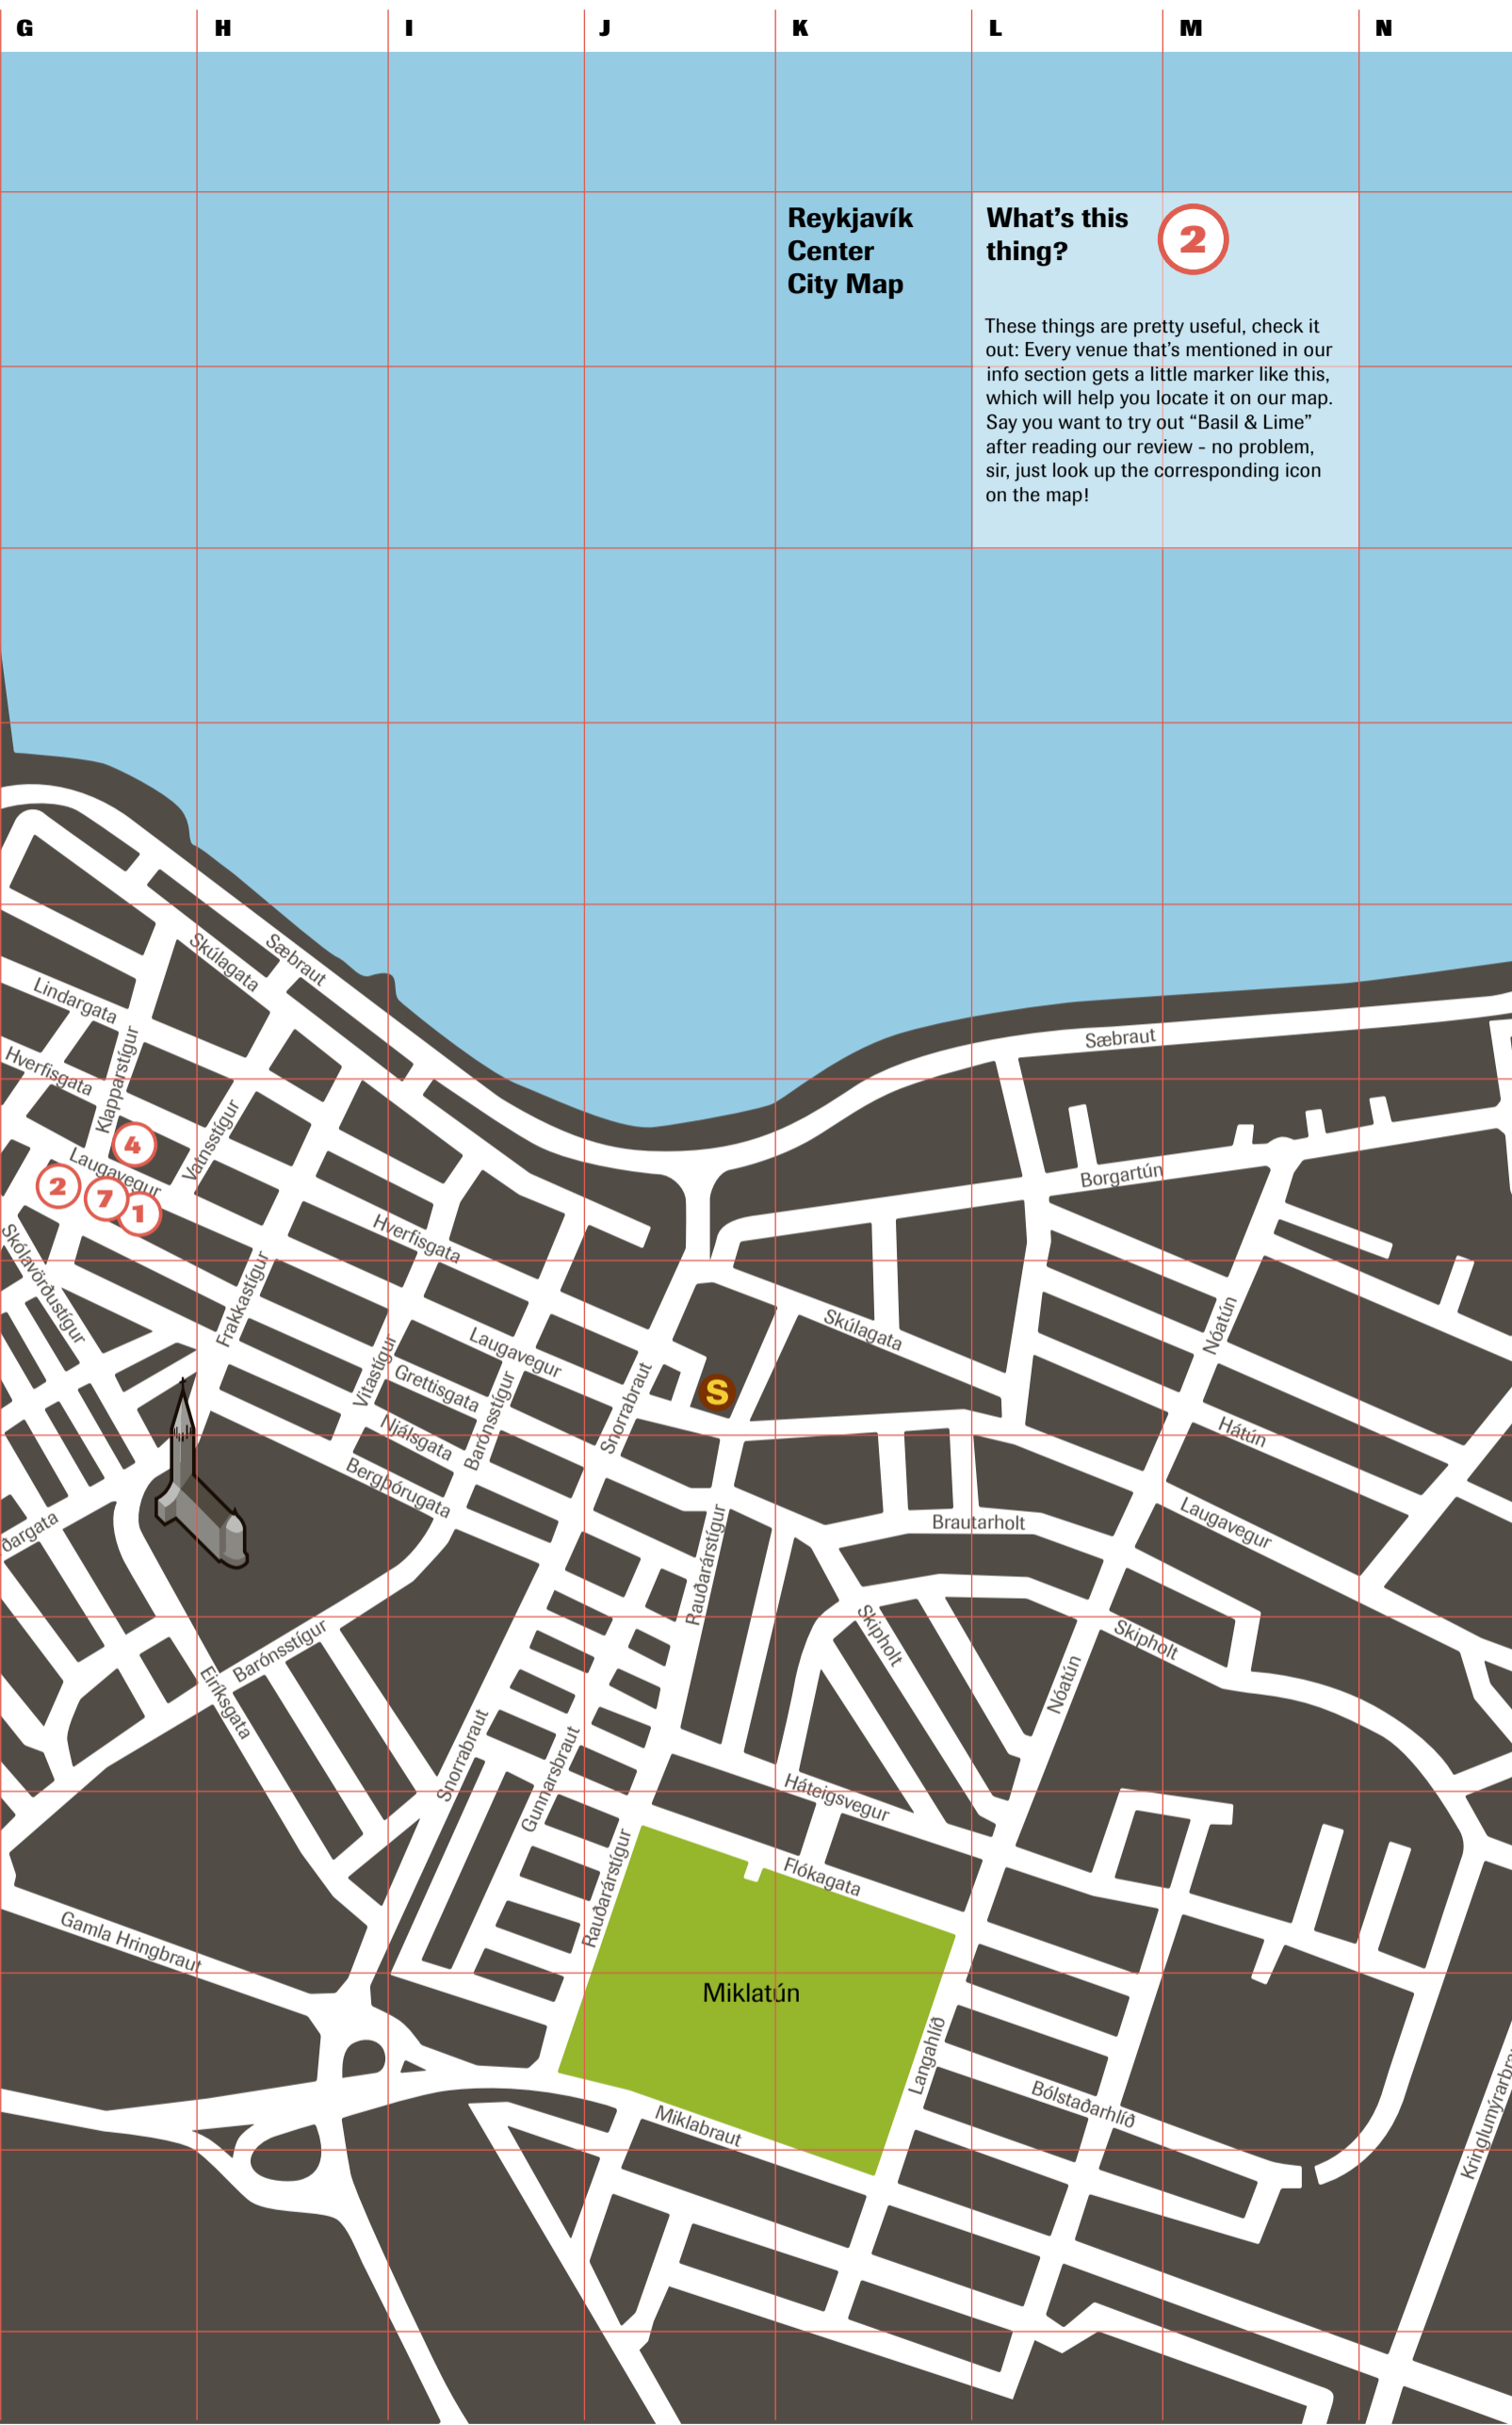 G H I J K L M N
Reykjavík
Center
City Map
What's this
thing?
2
These things are pretty useful, check it
out: Every venue that's mentioned in our
info section gets a little marker like this,
which will help you locate it on our map.
Say you want to try out “Basil & Lime”
after reading our review - no problem,
sir, just look up the corresponding icon
on the map!
Skúlagata
Sæbraut
Lindargata
Sæbraut
Hverfisgata
Klapparstígur
Vatnsstígur
4
Laugavegur
2
7
1
Borgartún
Skólavörðustígur
Hverfisgata
Frakkastígur
Skúlagata
Nóatún
Laugavegur
Vitastígur
Grettisgata
S
Snorrabraut
Barónsstígur
Njálsgata
Hátún
Bergþórugata
Laugavegur
ðargata
Brautarholt
Rauðarárstígur
Skipholt
Skipholt
Barónsstígur
Eiríksgata
Nóatún
Snorrabraut
Gunnarsbraut
Háteigsvegur
Flókagata
Rauðarárstígur
Gamla Hringbraut
Miklatún
Langahlíð
Bólstaðarhlíð
Miklabraut